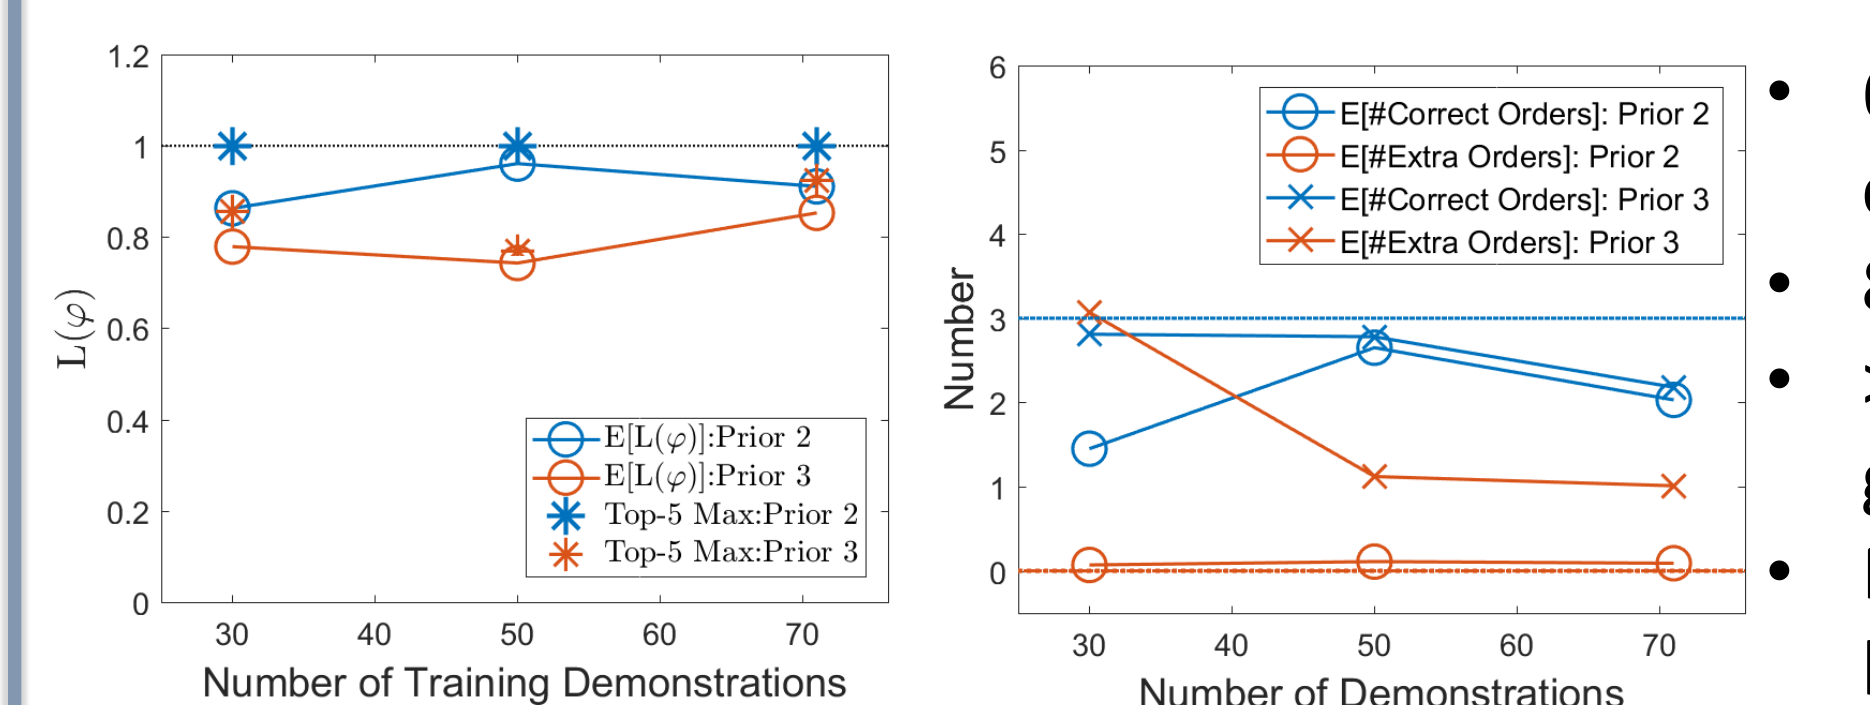 1.2
1
0.8
0.6
0.4
0.2
0
L(φ)
E[L(φ)]:Prior 2
E[L(φ)]:Prior 3
Top-5 Max:Prior 2
Top-5 Max:Prior 3
30 40 50 60 70
Number of Training Demonstrations
6
5
4
3
2
1
0
Number
E[#Correct Orders]: Prior 2
E[#Extra Orders]: Prior 2
E[#Correct Orders]: Prior 3
E[#Extra Orders]: Prior 3
30 40 50 60 70
Number of Demonstrations